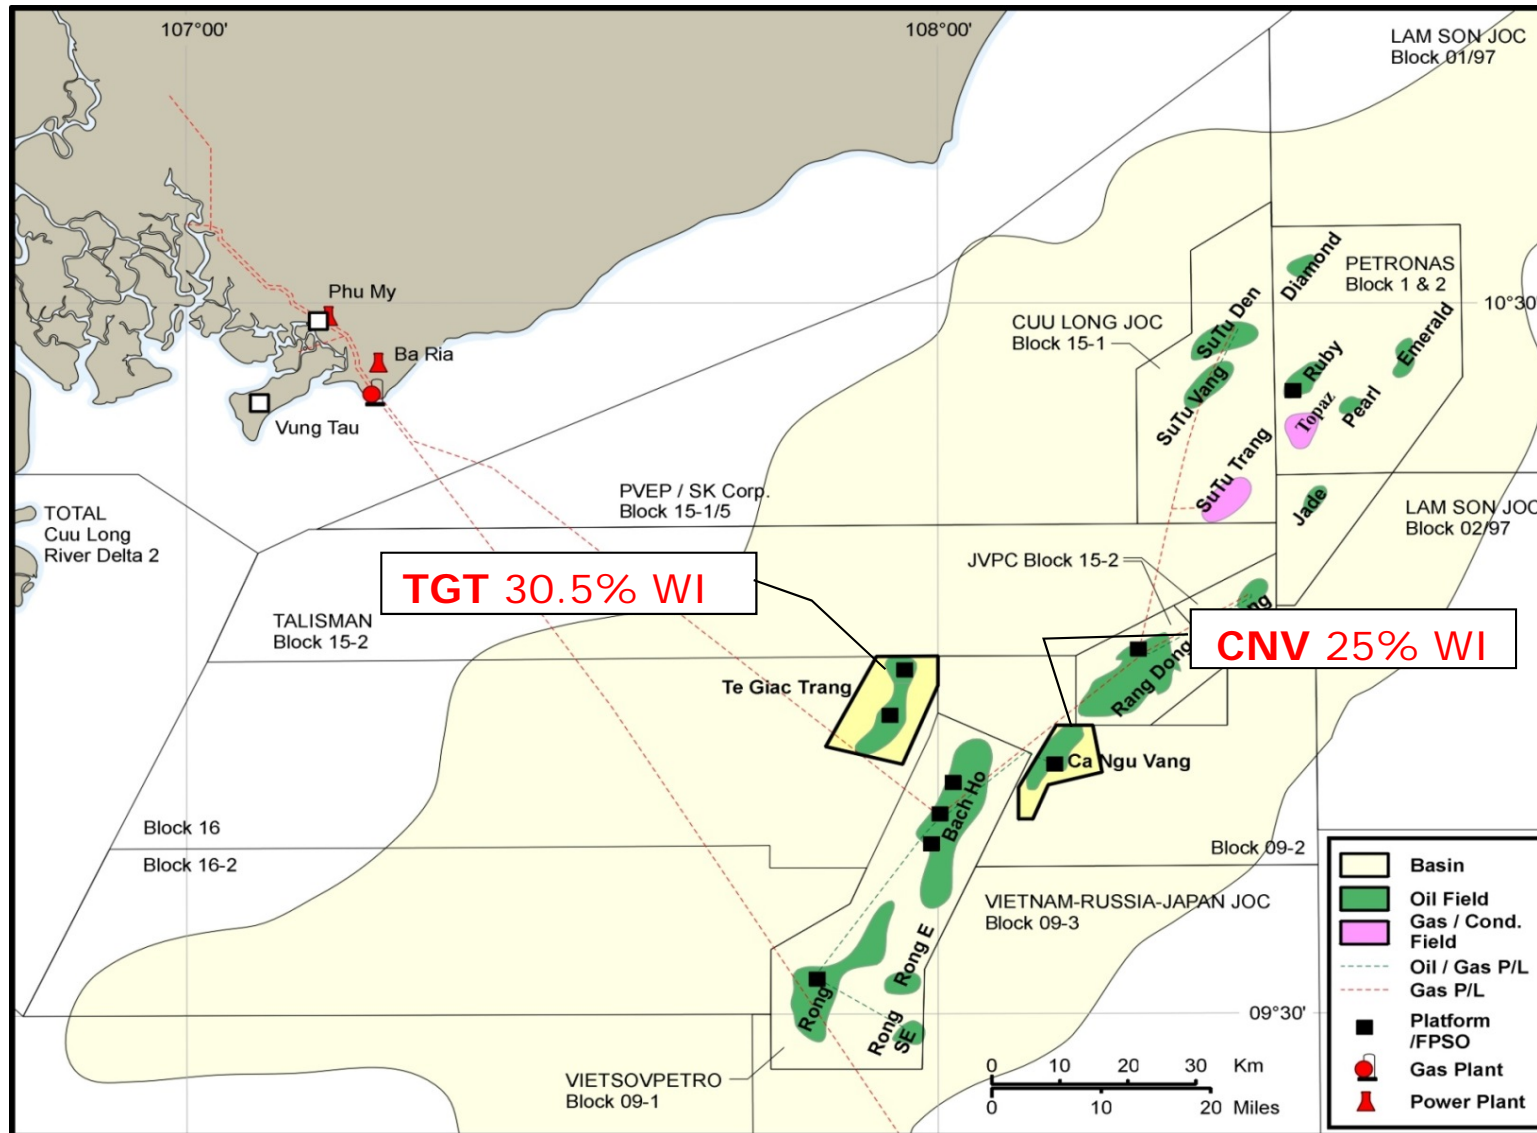 107°00'
108°00'
LAM SON JOC
Block 01/97
PETRONAS
Block 1 & 2
Diamond
10°30'
Phu My
CUU LONG JOC
Block 15-1
SuTu Den
Emerald
Ruby
Ba Ria
SuTu Vang
Pearl
Topaz
Vung Tau
SuTu Trang
PVEP / SK Corp.
Block 15-1/5
Jade
LAM SON JOC
Block 02/97
TOTAL
Cuu Long
River Delta 2
JVPC Block 15-2
TGT 30.5% WI
TALISMAN
Block 15-2
CNV 25% WI
Rang Dong
Te Giac Trang
Ca Ngu Vang
Bach Ho
Block 16
Block 16-2
Block 09-2
VIETNAM-RUSSIA-JAPAN JOC
Block 09-3
Rong E
Rong
Rong
SE
09°30'
VIETSOVPETRO
Block 09-1
0 10 20 30 Km
0 10 20 Miles
Basin
Oil Field
Gas / Cond.
Field
Oil / Gas P/L
Gas P/L
Platform
/FPSO
Gas Plant
Power Plant